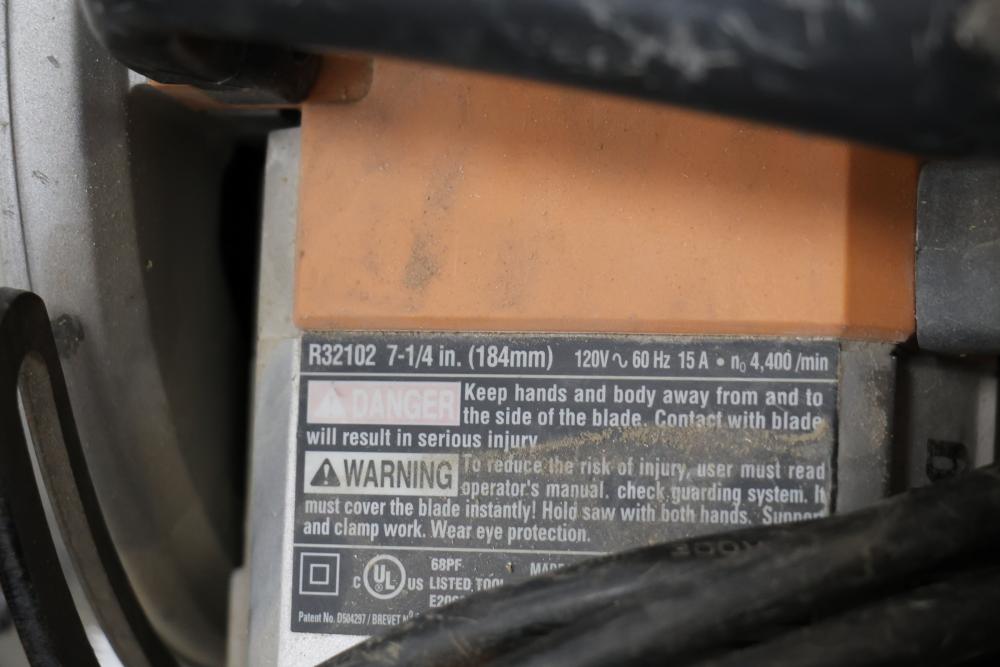 R32102 7-1/4 in. (184mm) 120V ∿ 60 Hz 15 A • n₀ 4,400 /min
DANGER Keep hands and body away from and to
the side of the blade. Contact with blade
will result in serious injury
WARNING To reduce the risk of injury, user must read
operator's manual. check guarding system. It
must cover the blade instantly! Hold saw with both hands. Support
and clamp work. Wear eye protection.
68PF MADE
C UL US LISTED TOOL
Patent No. D504297 / BREVET Nº